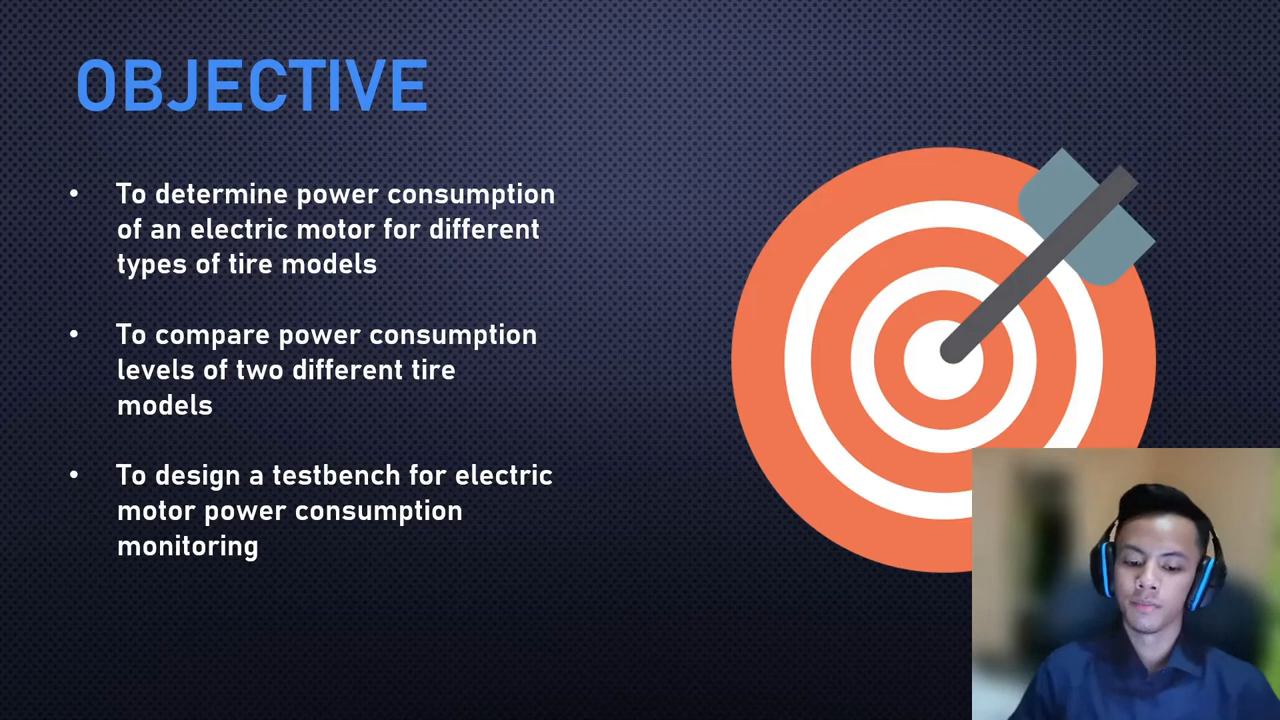 OBJECTIVE
• To determine power consumption
of an electric motor for different
types of tire models
• To compare power consumption
levels of two different tire
models
• To design a testbench for electric
motor power consumption
monitoring